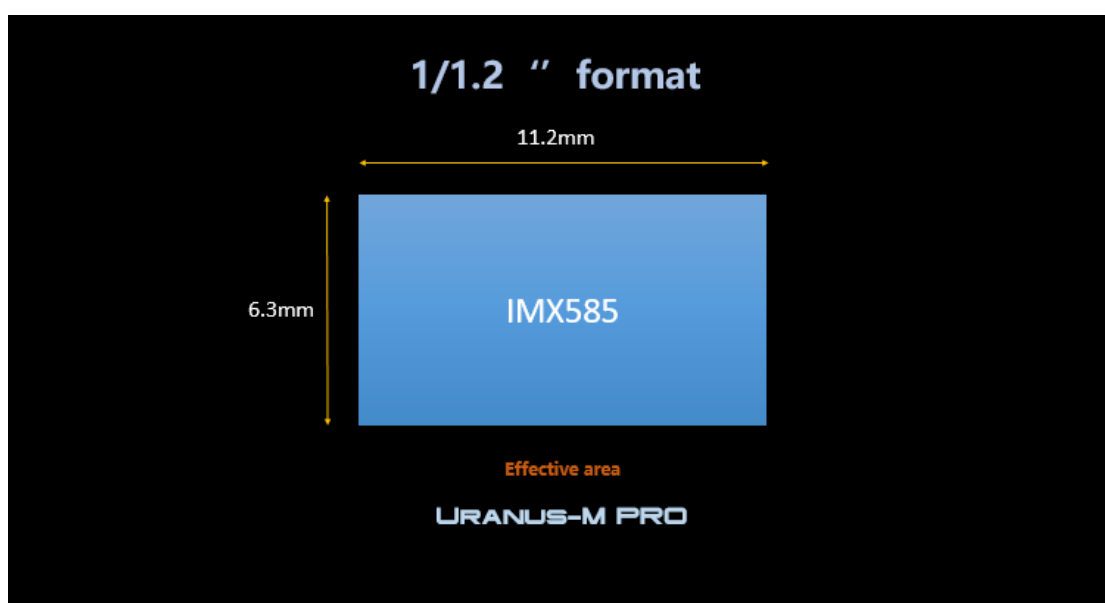 1/1.2 ″ format
11.2mm
6.3mm
IMX585
Effective area
URANUS-M PRO